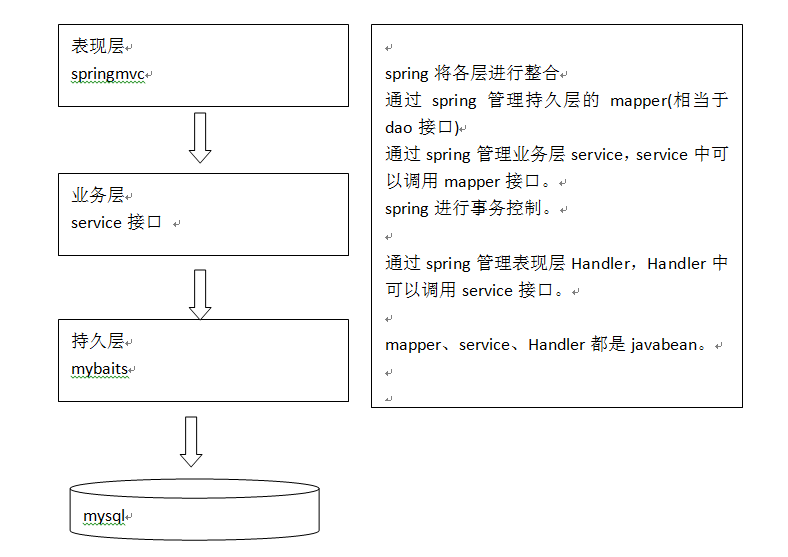 表现层
springmvc
业务层
service 接口
持久层
mybaits
mysql
spring 将各层进行整合
通过 spring 管理持久层的 mapper(相当于
dao 接口)
通过 spring 管理业务层 service，service 中可
以调用 mapper 接口。
spring 进行事务控制。
通过 spring 管理表现层 Handler，Handler 中
可以调用 service 接口。
mapper、service、Handler 都是 javabean。